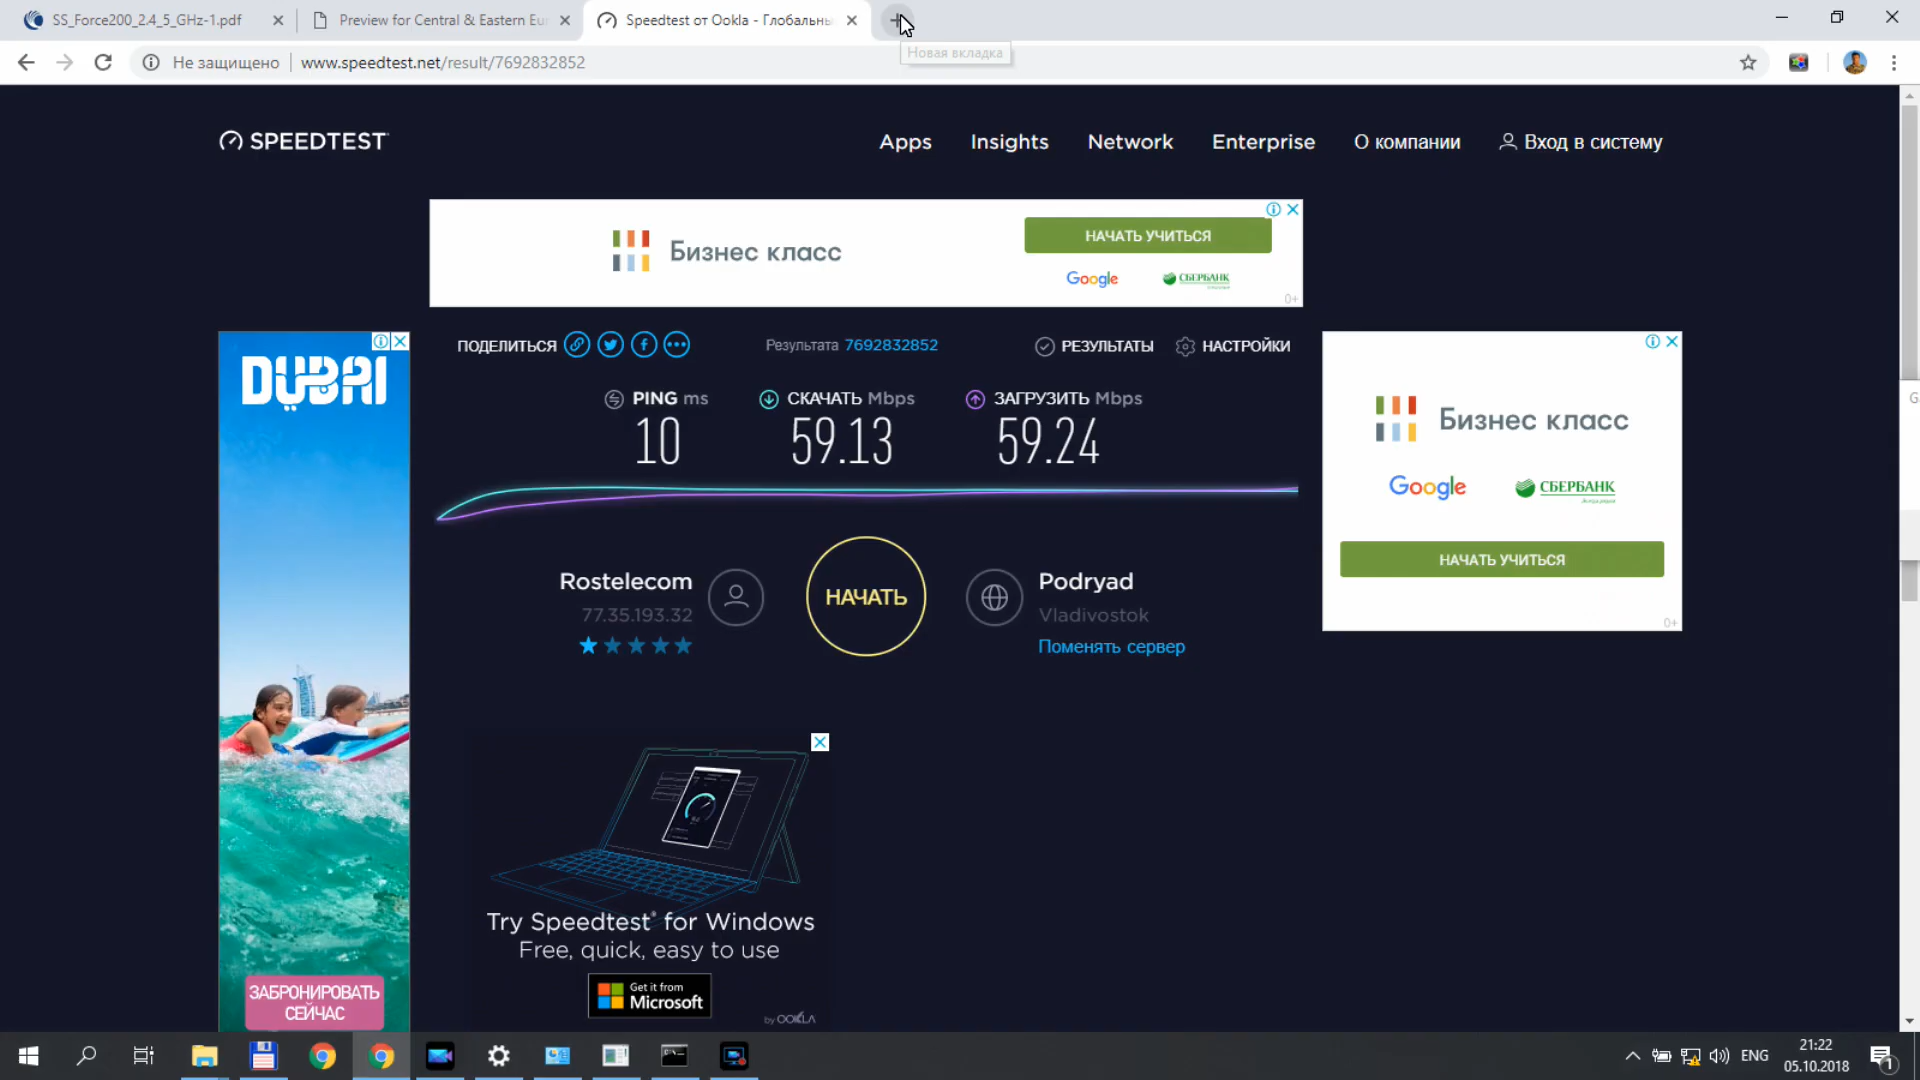 SS_Force200_2.4_5_GHz-1.pdf
Preview for Central & Eastern Eu
Speedtest от Ookla - Глобальны
Новая вкладка
Не защищено
www.speedtest.net/result/7692832852
SPEEDTEST
Apps
Insights
Network
Enterprise
О компании
Вход в систему
Бизнес класс
НАЧАТЬ УЧИТЬСЯ
Google
СБЕРБАНК
0+
DUBAI
ЗАБРОНИРОВАТЬ
СЕЙЧАС
ПОДЕЛИТЬСЯ
Результата 7692832852
РЕЗУЛЬТАТЫ
НАСТРОЙКИ
PING ms
10
СКАЧАТЬ Mbps
59.13
ЗАГРУЗИТЬ Mbps
59.24
Rostelecom
77.35.193.32
НАЧАТЬ
Podryad
Vladivostok
Поменять сервер
Бизнес класс
Google
СБЕРБАНК
НАЧАТЬ УЧИТЬСЯ
0+
Try Speedtest® for Windows
Free, quick, easy to use
Get it from
Microsoft
by OOKLA
ENG
21:22
05.10.2018
1